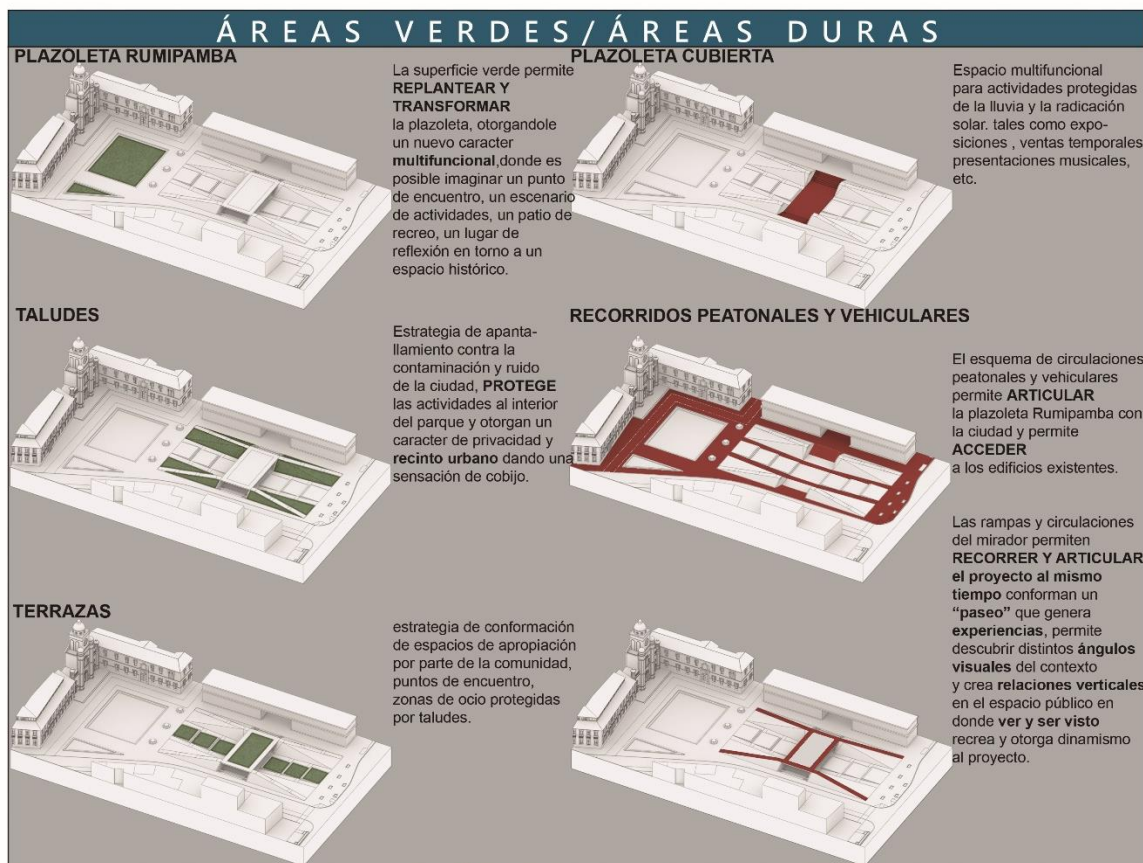 ÁREAS VERDES/ÁREAS DURAS
PLAZOLETA RUMIPAMBA
La superficie verde permite
REPLANTEAR Y
TRANSFORMAR
la plazoleta, otorgandole
un nuevo caracter
multifuncional,donde es
posible imaginar un punto
de encuentro, un escenario
de actividades, un patio de
recreo, un lugar de
reflexión en torno a un
espacio histórico.
PLAZOLETA CUBIERTA
Espacio multifuncional
para actividades protegidas
de la lluvia y la radicación
solar. tales como expo-
siciones , ventas temporales
presentaciones musicales,
etc.
TALUDES
Estrategia de apanta-
llamiento contra la
contaminación y ruido
de la ciudad, PROTEGE
las actividades al interior
del parque y otorgan un
caracter de privacidad y
recinto urbano dando una
sensación de cobijo.
RECORRIDOS PEATONALES Y VEHICULARES
El esquema de circulaciones
peatonales y vehiculares
permite ARTICULAR
la plazoleta Rumipamba con
la ciudad y permite
ACCEDER
a los edificios existentes.
TERRAZAS
estrategia de conformación
de espacios de apropiación
por parte de la comunidad,
puntos de encuentro,
zonas de ocio protegidas
por taludes.
Las rampas y circulaciones
del mirador permiten
RECORRER Y ARTICULAR
el proyecto al mismo
tiempo conforman un
“paseo” que genera
experiencias, permite
descubrir distintos ángulos
visuales del contexto
y crea relaciones verticales
en el espacio público en
donde ver y ser visto
recrea y otorga dinamismo
al proyecto.